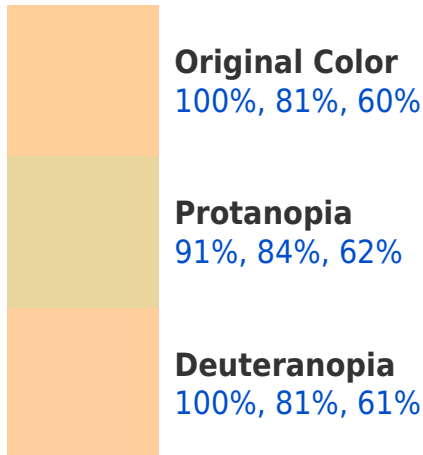 Original Color
100%, 81%, 60%
Protanopia
91%, 84%, 62%
Deuteranopia
100%, 81%, 61%